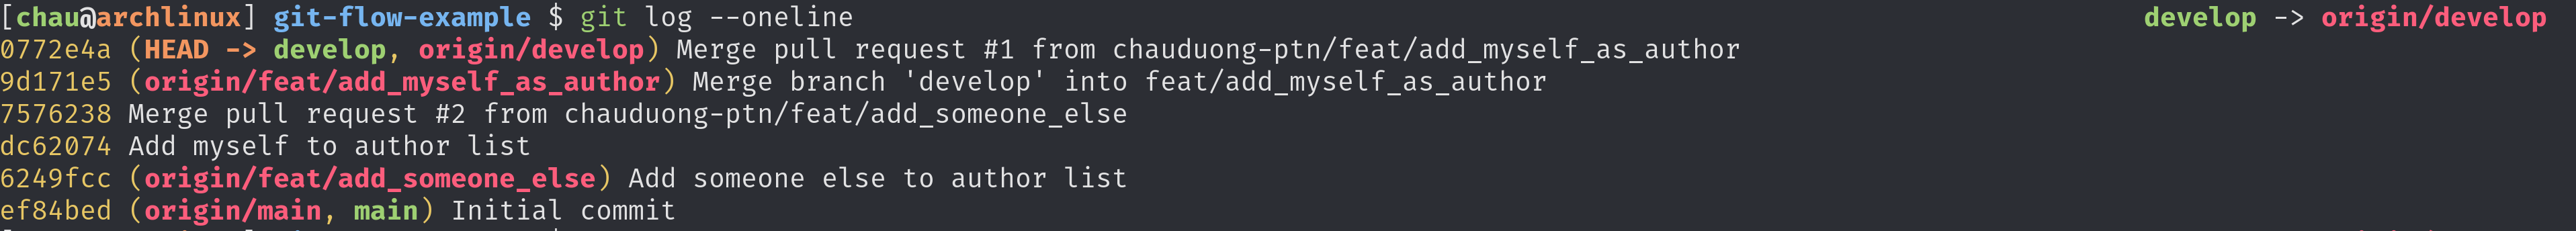 [chau@archlinux] git-flow-example $ git log --oneline develop -> origin/develop
0772e4a (HEAD -> develop, origin/develop) Merge pull request #1 from chauduong-ptn/feat/add_myself_as_author
9d171e5 (origin/feat/add_myself_as_author) Merge branch 'develop' into feat/add_myself_as_author
7576238 Merge pull request #2 from chauduong-ptn/feat/add_someone_else
dc62074 Add myself to author list
6249fcc (origin/feat/add_someone_else) Add someone else to author list
ef84bed (origin/main, main) Initial commit